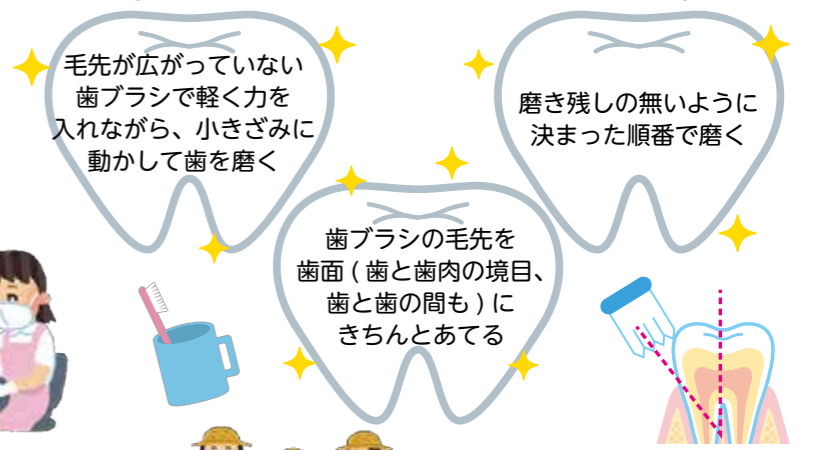 毛先が広がっていない
歯ブラシで軽く力を
入れながら、小きざみに
動かして歯を磨く
磨き残しの無いように
決まった順番で磨く
歯ブラシの毛先を
歯面 ( 歯と歯肉の境目、
歯と歯の間も ) に
きちんとあてる